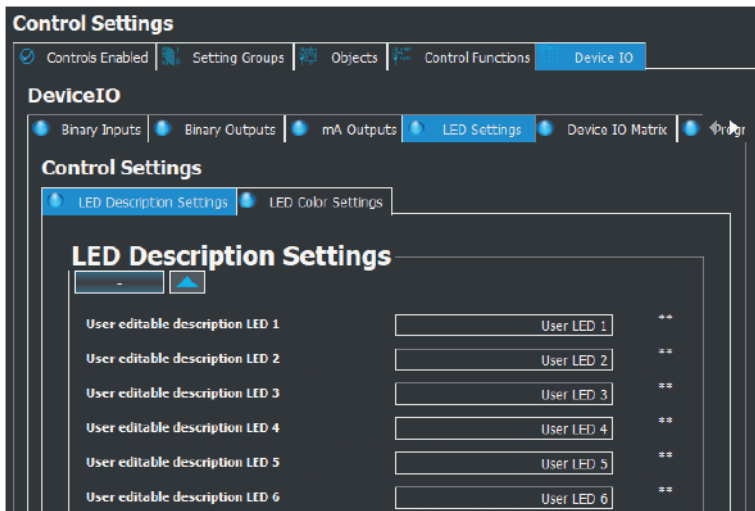 Control Settings
Controls Enabled Setting Groups Objects Control Functions Device IO
DeviceIO
Binary Inputs Binary Outputs mA Outputs LED Settings Device IO Matrix Progr
Control Settings
LED Description Settings LED Color Settings
LED Description Settings
-
User editable description LED 1 User LED 1 **
User editable description LED 2 User LED 2 **
User editable description LED 3 User LED 3 **
User editable description LED 4 User LED 4 **
User editable description LED 5 User LED 5 **
User editable description LED 6 User LED 6 **